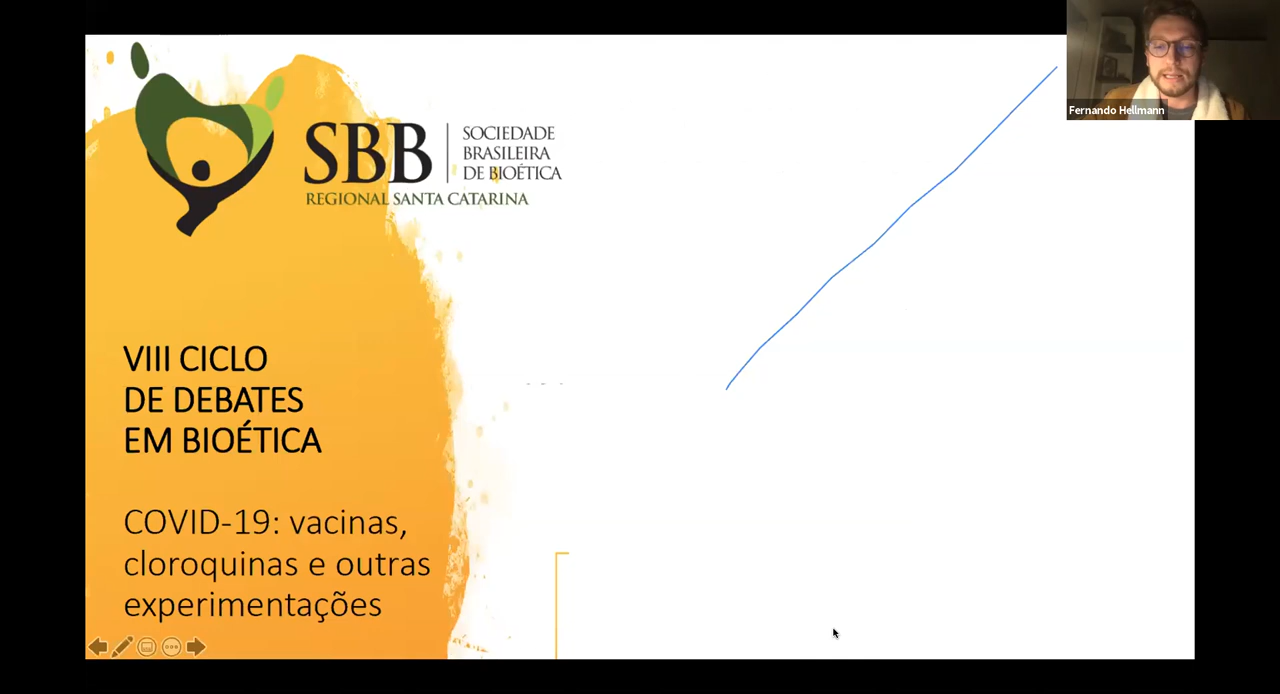 SBB
SOCIEDADE
BRASILEIRA
DE BIOÉTICA
REGIONAL SANTA CATARINA
Fernando Hellmann
VIII CICLO
DE DEBATES
EM BIOÉTICA
COVID-19: vacinas,
cloroquinas e outras
experimentações